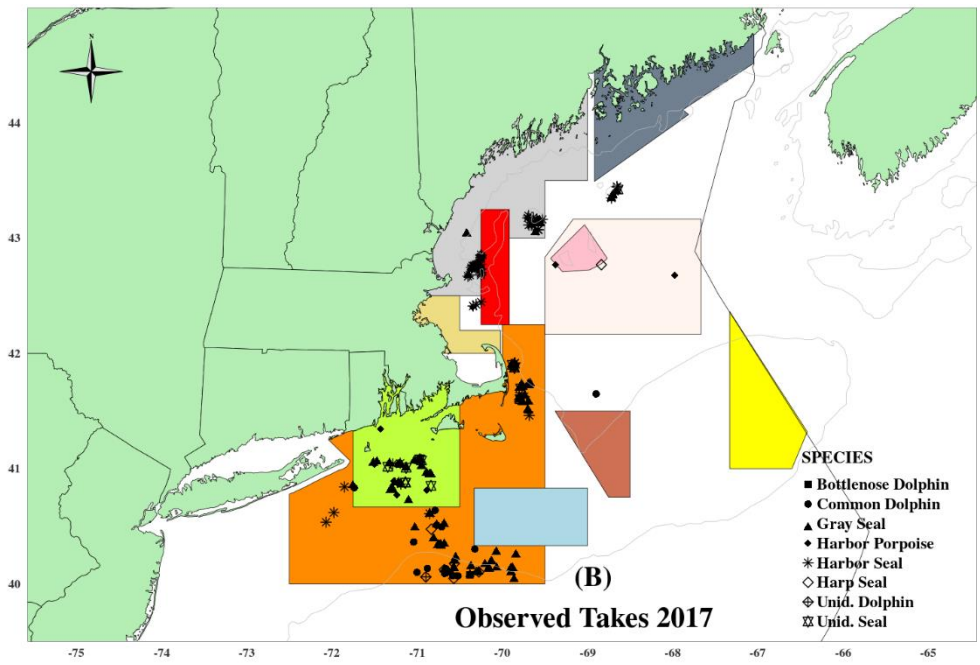 N
44
43
42
41
40
SPECIES
Bottlenose Dolphin
Common Dolphin
Gray Seal
Harbor Porpoise
Harbor Seal
Harp Seal
Unid. Dolphin
Unid. Seal
(B)
Observed Takes 2017
-75 -74 -73 -72 -71 -70 -69 -68 -67 -66 -65